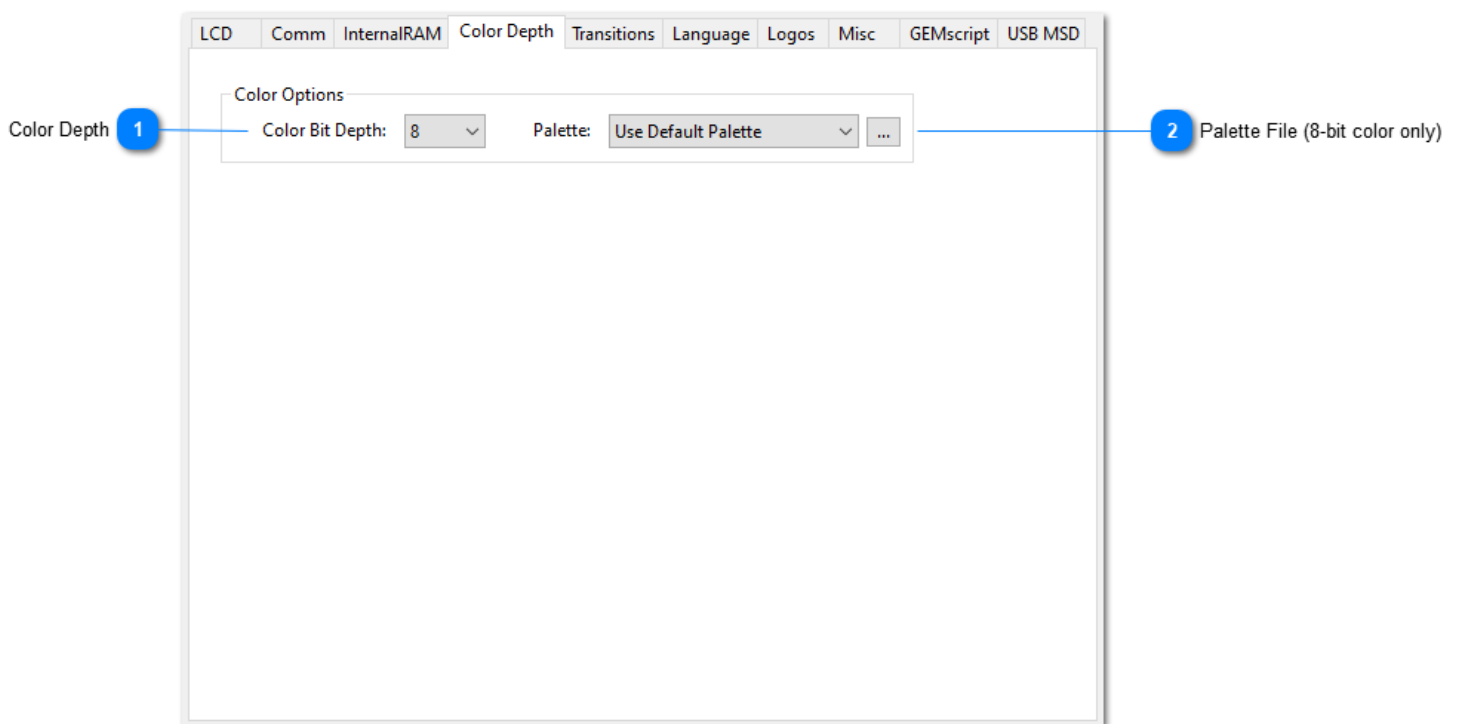 LCD Comm InternalRAM Color Depth Transitions Language Logos Misc GEMscript USB MSD
Color Options
Color Depth 1 Color Bit Depth: 8 Palette: Use Default Palette ... 2 Palette File (8-bit color only)